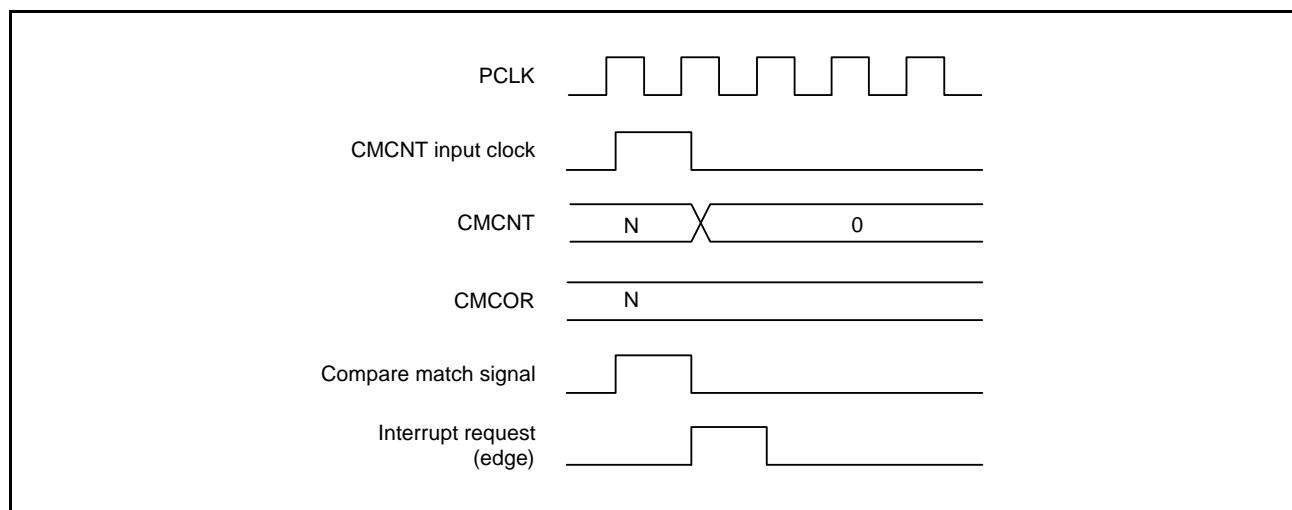 PCLK
CMCNT input clock
CMCNT
N
0
CMCOR
N
Compare match signal
Interrupt request
(edge)